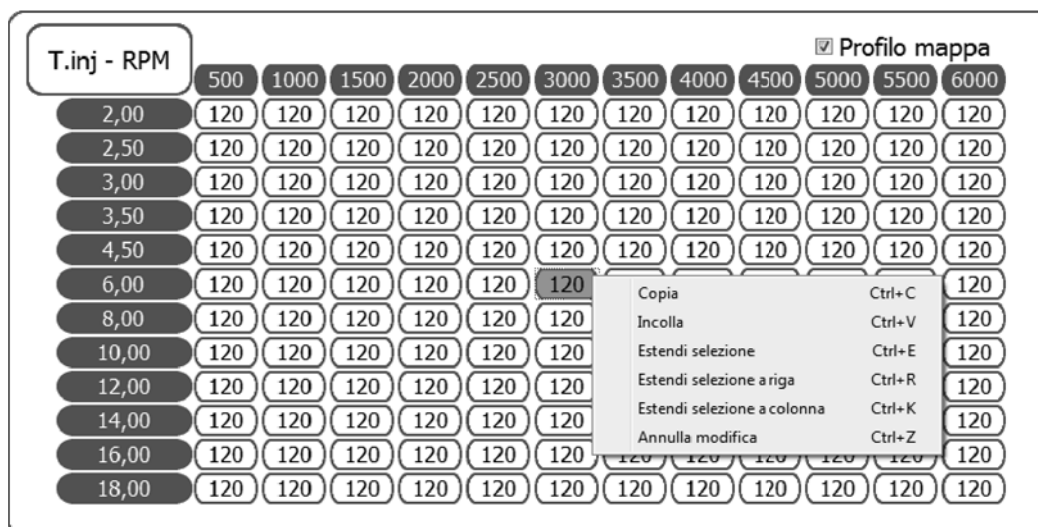 T.inj - RPM
Profilo mappa
500 1000 1500 2000 2500 3000 3500 4000 4500 5000 5500 6000
2,00 120 120 120 120 120 120 120 120 120 120 120 120
2,50 120 120 120 120 120 120 120 120 120 120 120 120
3,00 120 120 120 120 120 120 120 120 120 120 120 120
3,50 120 120 120 120 120 120 120 120 120 120 120 120
4,50 120 120 120 120 120 120 120 120 120 120 120 120
6,00 120 120 120 120 120 120 120
Copia Ctrl+C
8,00 120 120 120 120 120 120 120
Incolla Ctrl+V
10,00 120 120 120 120 120 120 120
Estendi selezione Ctrl+E
12,00 120 120 120 120 120 120 120
Estendi selezione a riga Ctrl+R
14,00 120 120 120 120 120 120 120
Estendi selezione a colonna Ctrl+K
Annulla modifica Ctrl+Z
16,00 120 120 120 120 120 120 120 120 120 120 120 120
18,00 120 120 120 120 120 120 120 120 120 120 120 120